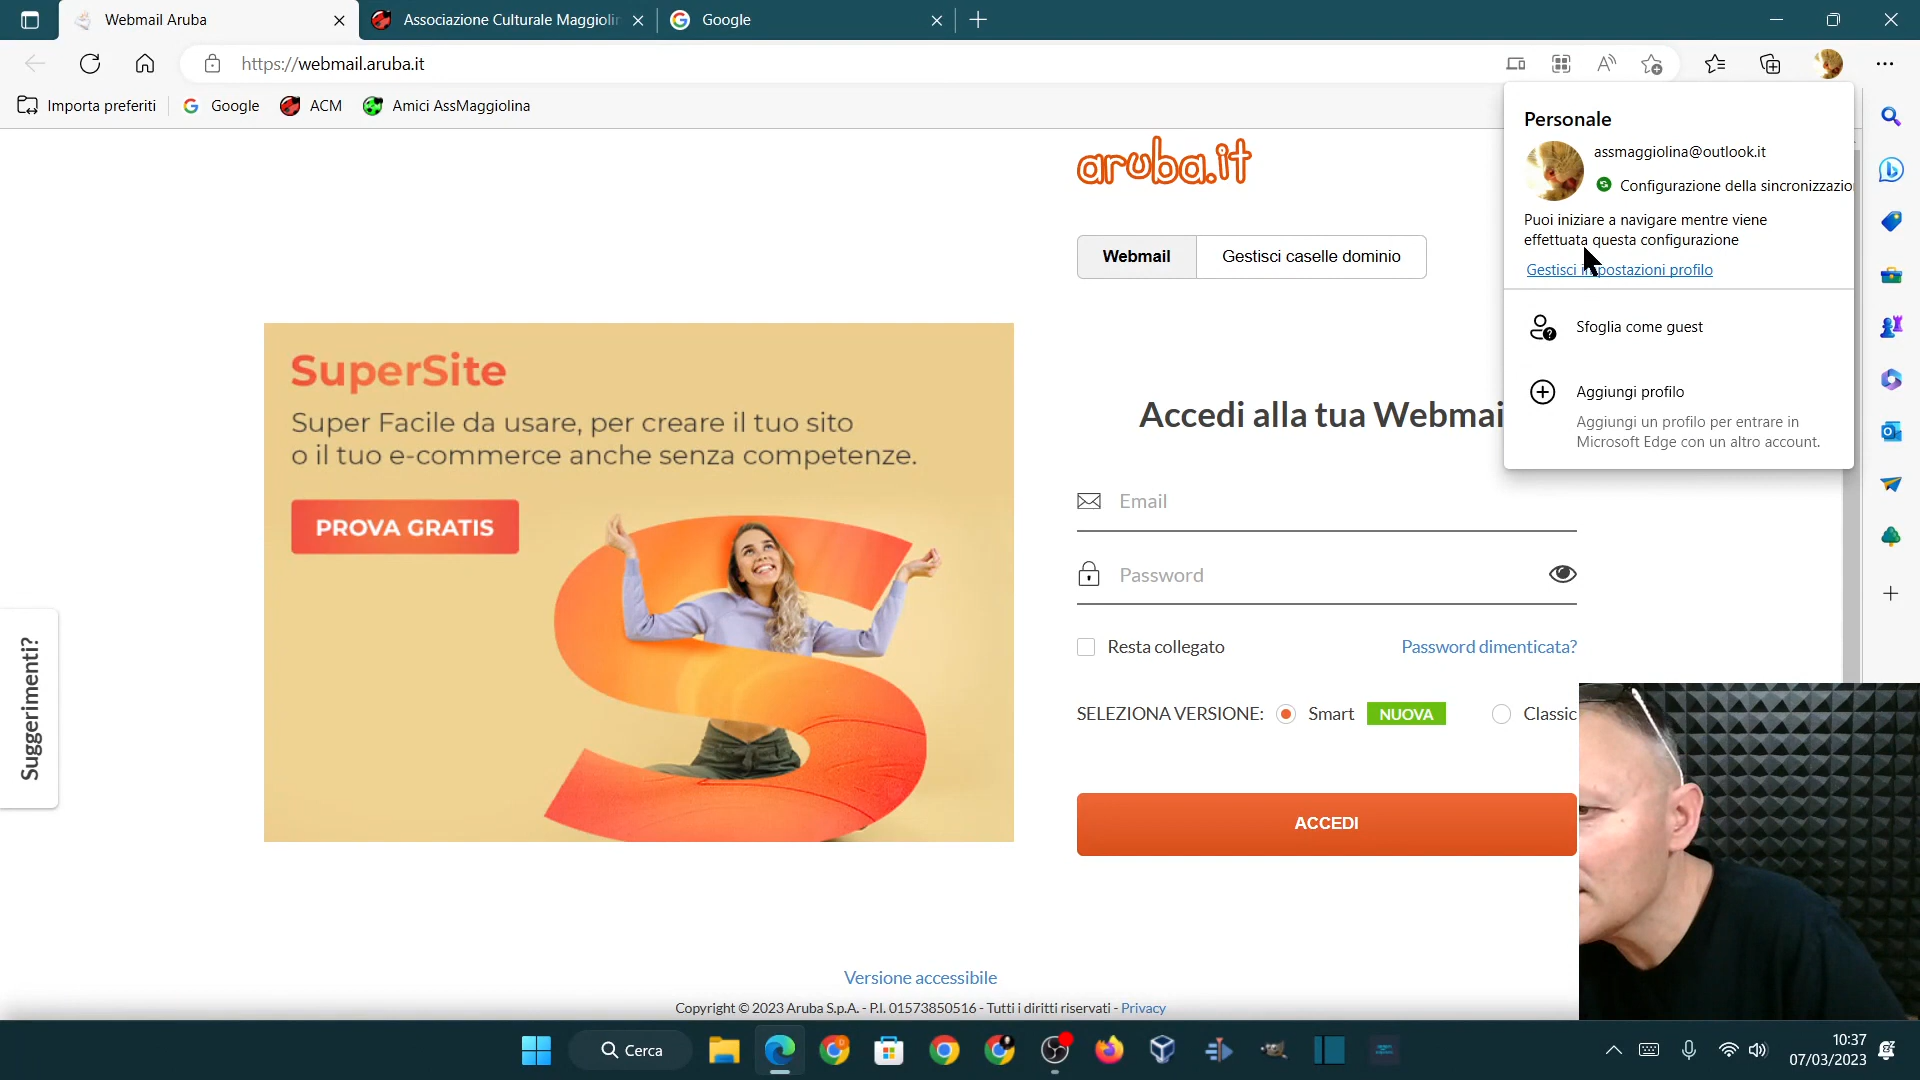 Webmail Aruba
Associazione Culturale Maggiolin
Google
https://webmail.aruba.it
Importa preferiti
Google
ACM
Amici AssMaggiolina
Personale
assmaggiolina@outlook.it
Configurazione della sincronizzazio
Puoi iniziare a navigare mentre viene
effettuata questa configurazione
Gestisci impostazioni profilo
Sfoglia come guest
Aggiungi profilo
Aggiungi un profilo per entrare in
Microsoft Edge con un altro account.
aruba.it
Webmail
Gestisci caselle dominio
SuperSite
Super Facile da usare, per creare il tuo sito
o il tuo e-commerce anche senza competenze.
PROVA GRATIS
Suggerimenti?
Accedi alla tua Webmai
Email
Password
Resta collegato
Password dimenticata?
SELEZIONA VERSIONE:
Smart
NUOVA
Classic
ACCEDI
Versione accessibile
Copyright © 2023 Aruba S.p.A. - P.I. 01573850516 - Tutti i diritti riservati - Privacy
Cerca
10:37
07/03/2023